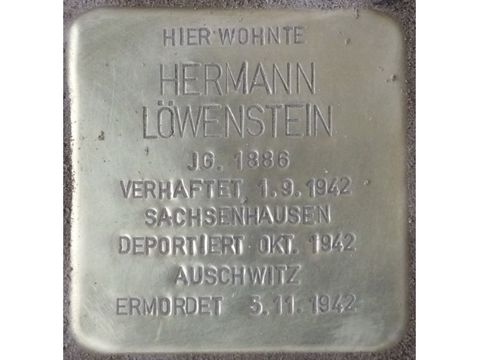 HIER WOHNTE
HERMANN
LÖWENSTEIN
JG. 1886
VERHAFTET 1.9.1942
SACHSENHAUSEN
DEPORTIERT OKT. 1942
AUSCHWITZ
ERMORDET 5.11.1942